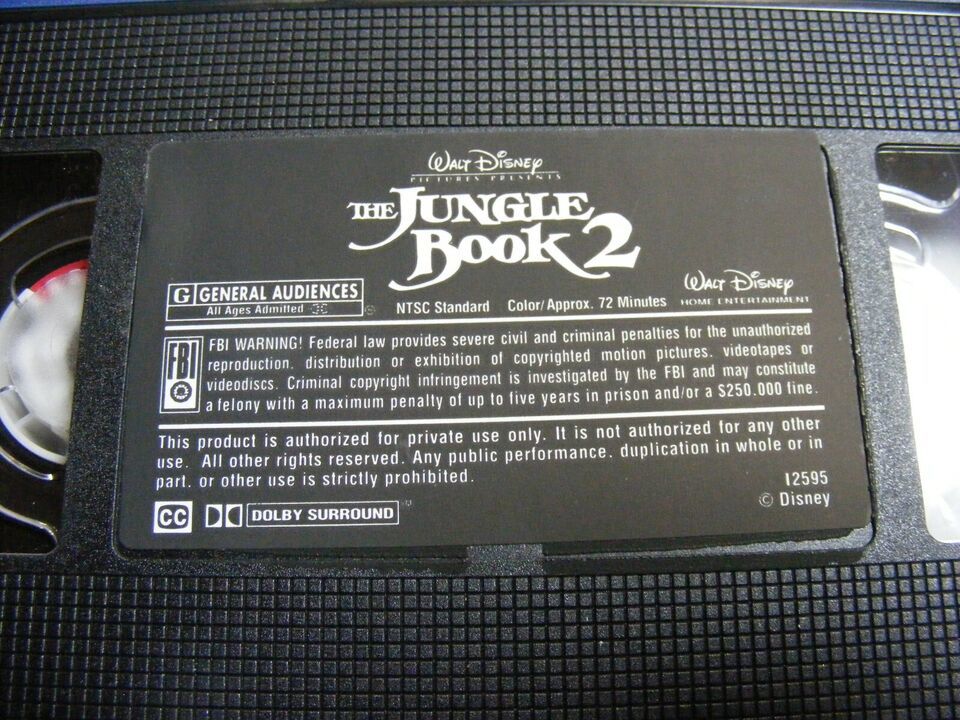 Walt Disney
PICTURES PRESENTS
THE JUNGLE
BOOK 2
G GENERAL AUDIENCES
All Ages Admitted
NTSC Standard Color/Approx. 72 Minutes
Walt Disney
HOME ENTERTAINMENT
FBI
FBI WARNING! Federal law provides severe civil and criminal penalties for the unauthorized
reproduction. distribution or exhibition of copyrighted motion pictures. videotapes or
videodiscs. Criminal copyright infringement is investigated by the FBI and may constitute
a felony with a maximum penalty of up to five years in prison and/or a $250.000 fine.
This product is authorized for private use only. It is not authorized for any other
use. All other rights reserved. Any public performance. duplication in whole or in
part. or other use is strictly prohibited.
12595
© Disney
CC DOLBY SURROUND